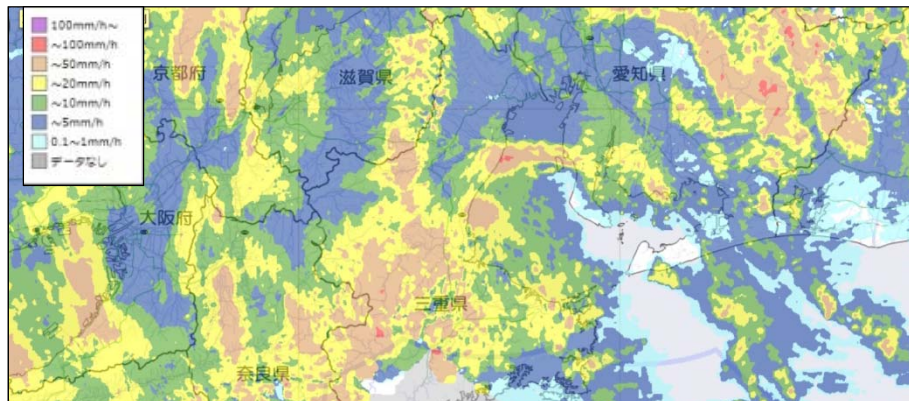 100mm/h~
~100mm/h
~50mm/h
~20mm/h
~10mm/h
~5mm/h
0.1~1mm/h
データなし
京都府
滋賀県
愛知県
大阪府
三重県
奈良県